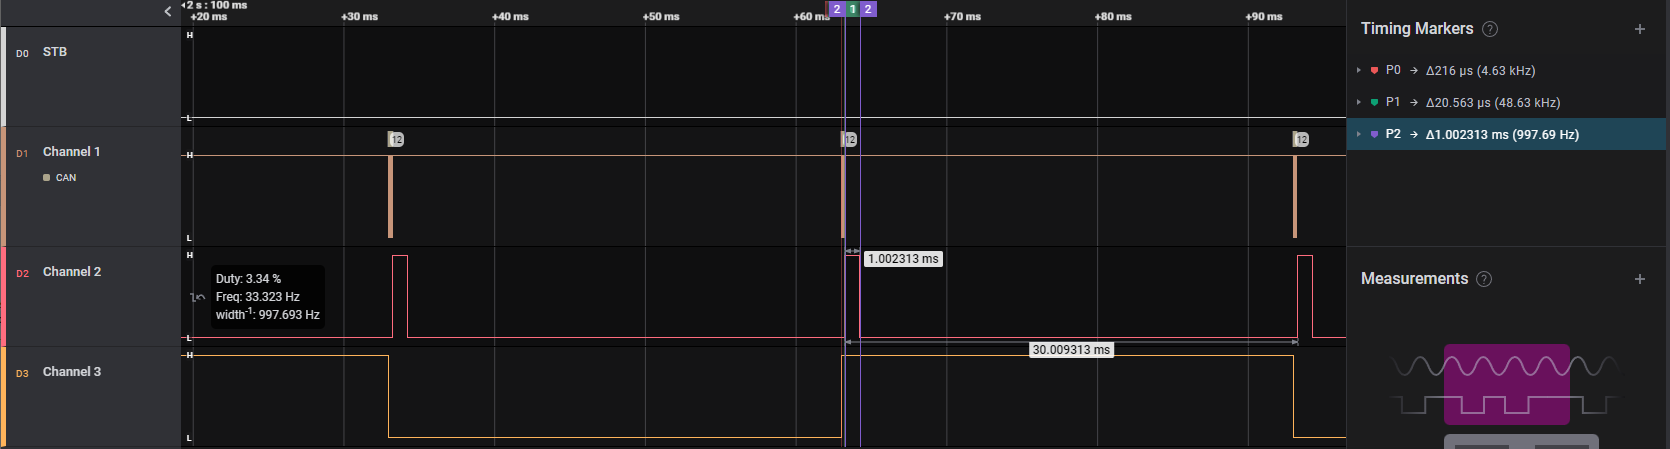 2 s : 100 ms
+20 ms
+30 ms
+40 ms
+50 ms
+60 m
2
1
2
+70 ms
+80 ms
+90 ms
D0 STB
H
L
D1 Channel 1
CAN
H
L
12
12
12
D2 Channel 2
H
L
Duty: 3.34 %
Freq: 33.323 Hz
width-1: 997.693 Hz
1.002313 ms
30.009313 ms
D3 Channel 3
H
L
Timing Markers ? +
P0 → Δ216 µs (4.63 kHz)
P1 → Δ20.563 µs (48.63 kHz)
P2 → Δ1.002313 ms (997.69 Hz)
Measurements ? +